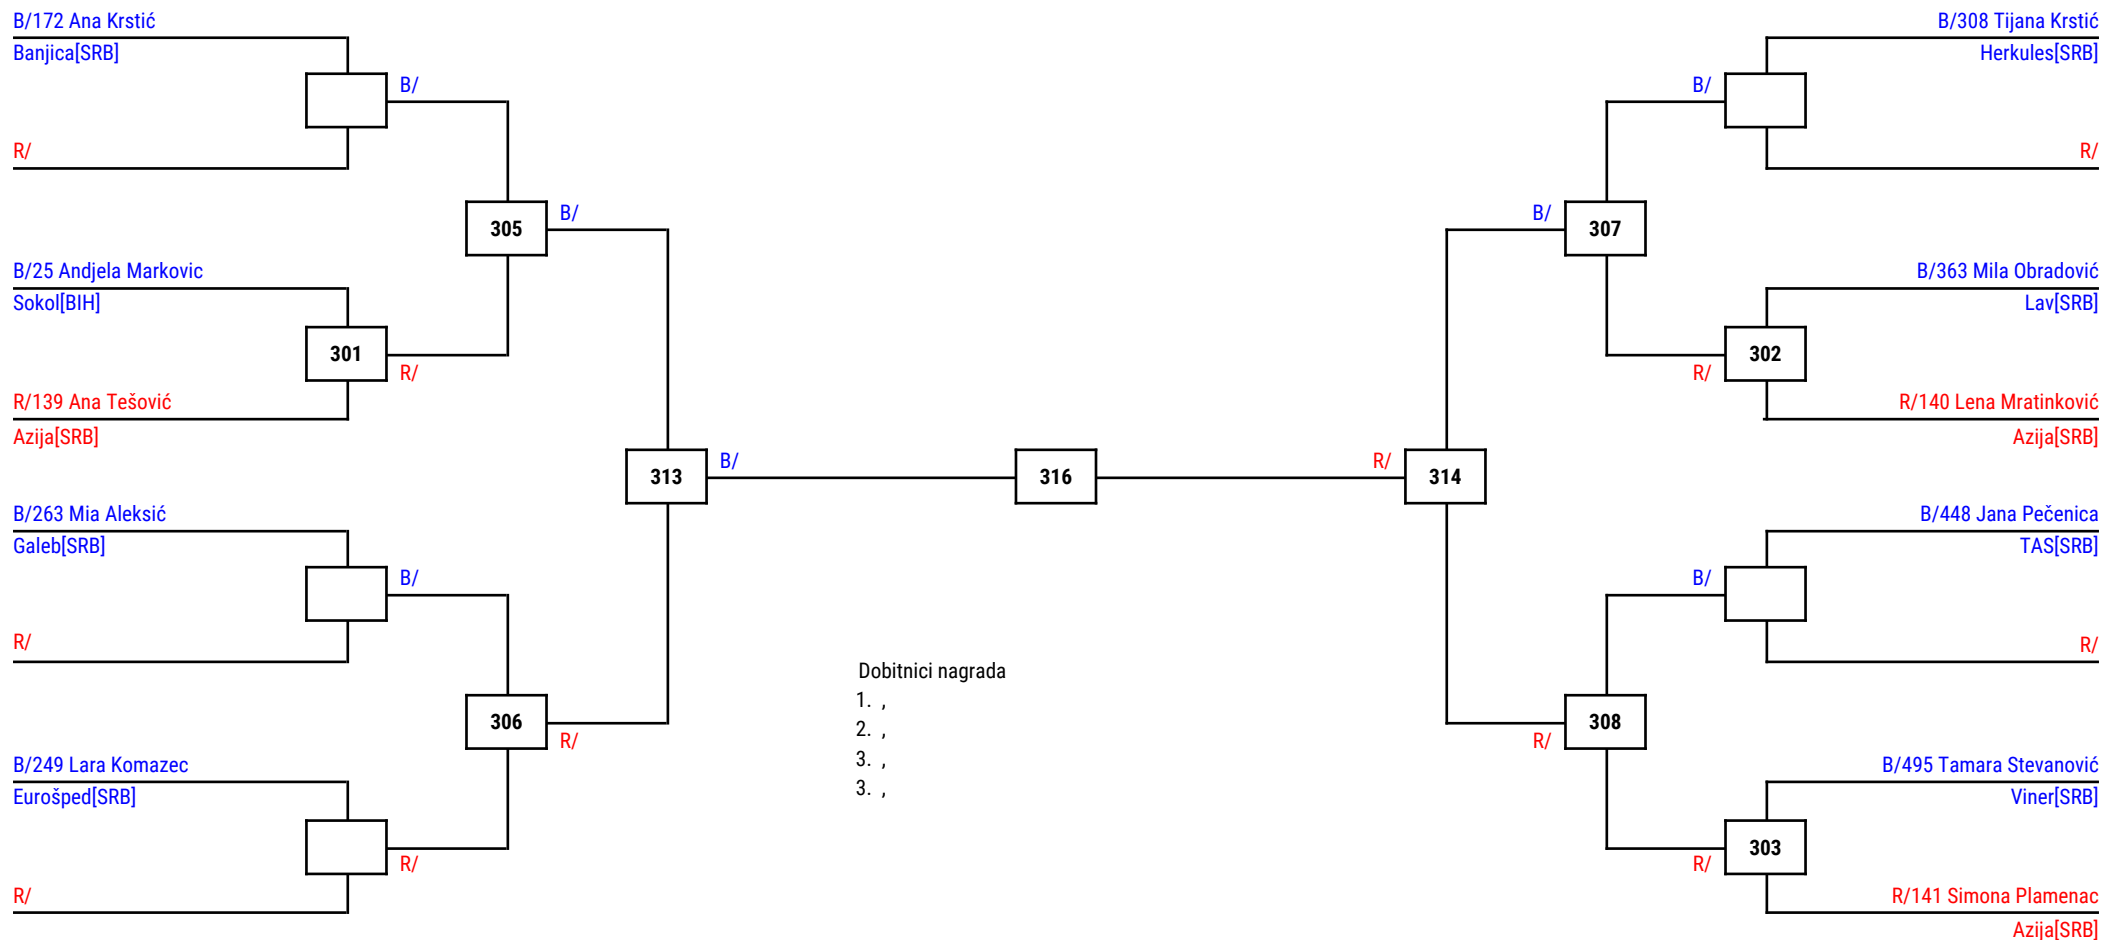 B/172 Ana Krstić
Banjica[SRB]
B/
R/
305
B/
B/25 Andjela Markovic
Sokol[BIH]
301
R/
R/139 Ana Tešović
Azija[SRB]
313
B/
B/263 Mia Aleksić
Galeb[SRB]
B/
R/
306
R/
B/249 Lara Komazec
Eurošped[SRB]
R/
R/
316
Dobitnici nagrada
1. ,
2. ,
3. ,
3. ,
B/308 Tijana Krstić
Herkules[SRB]
B/
R/
B/
307
B/363 Mila Obradović
Lav[SRB]
302
R/
R/140 Lena Mratinković
Azija[SRB]
R/
314
B/448 Jana Pečenica
TAS[SRB]
B/
R/
308
R/
B/495 Tamara Stevanović
Viner[SRB]
303
R/
R/141 Simona Plamenac
Azija[SRB]